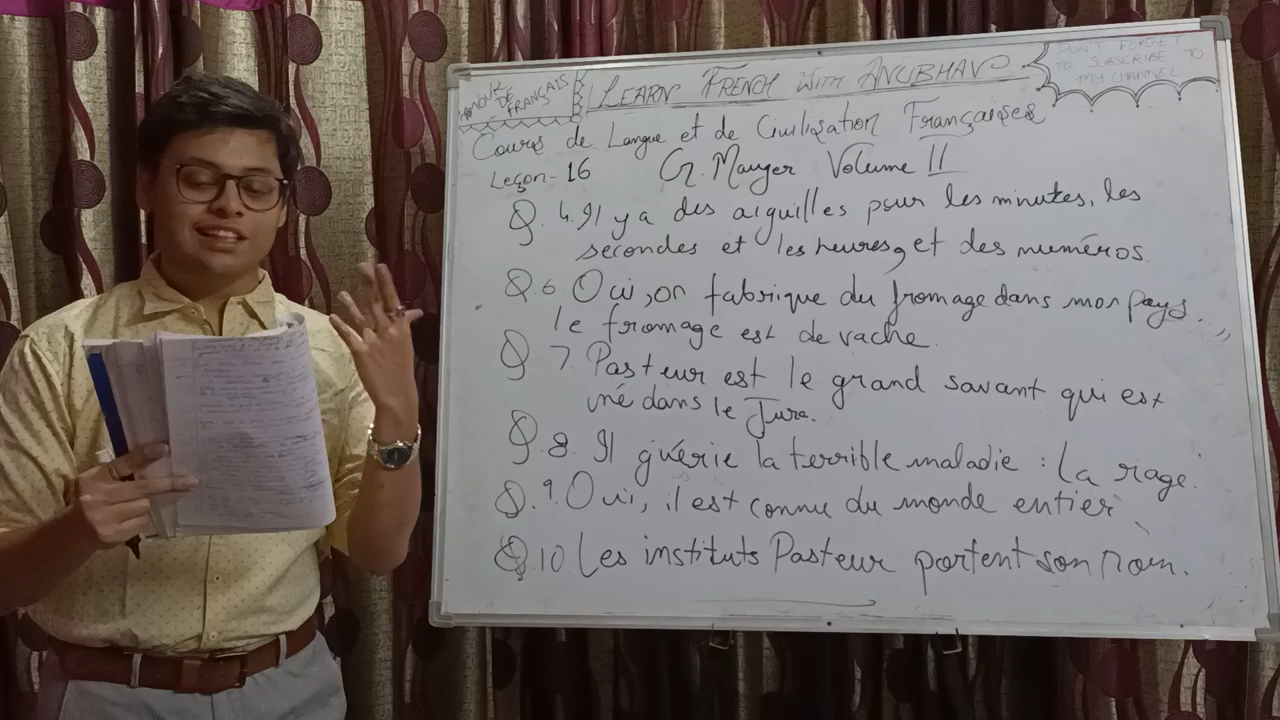 AMOUR DE FRANÇAIS
LEARN FRENCH WITH ANUBHAV
DON'T FORGET
TO SUBSCRIBE TO
MY CHANNEL
Cours de Langue et de Civilisation Françaises
Leçon-16 G. Mauger Volume II
Q. 4. Il y a des aiguilles pour les minutes, les
secondes et les heures, et des numéros.
Q. 6. Oui, on fabrique du fromage dans mon pays.
le fromage est de vache.
Q. 7. Pasteur est le grand savant qui est
né dans le Jura.
Q. 8. Il guérie la terrible maladie : la rage.
Q. 9. Oui, il est connu du monde entier
Q. 10. Les instituts Pasteur portent son nom.